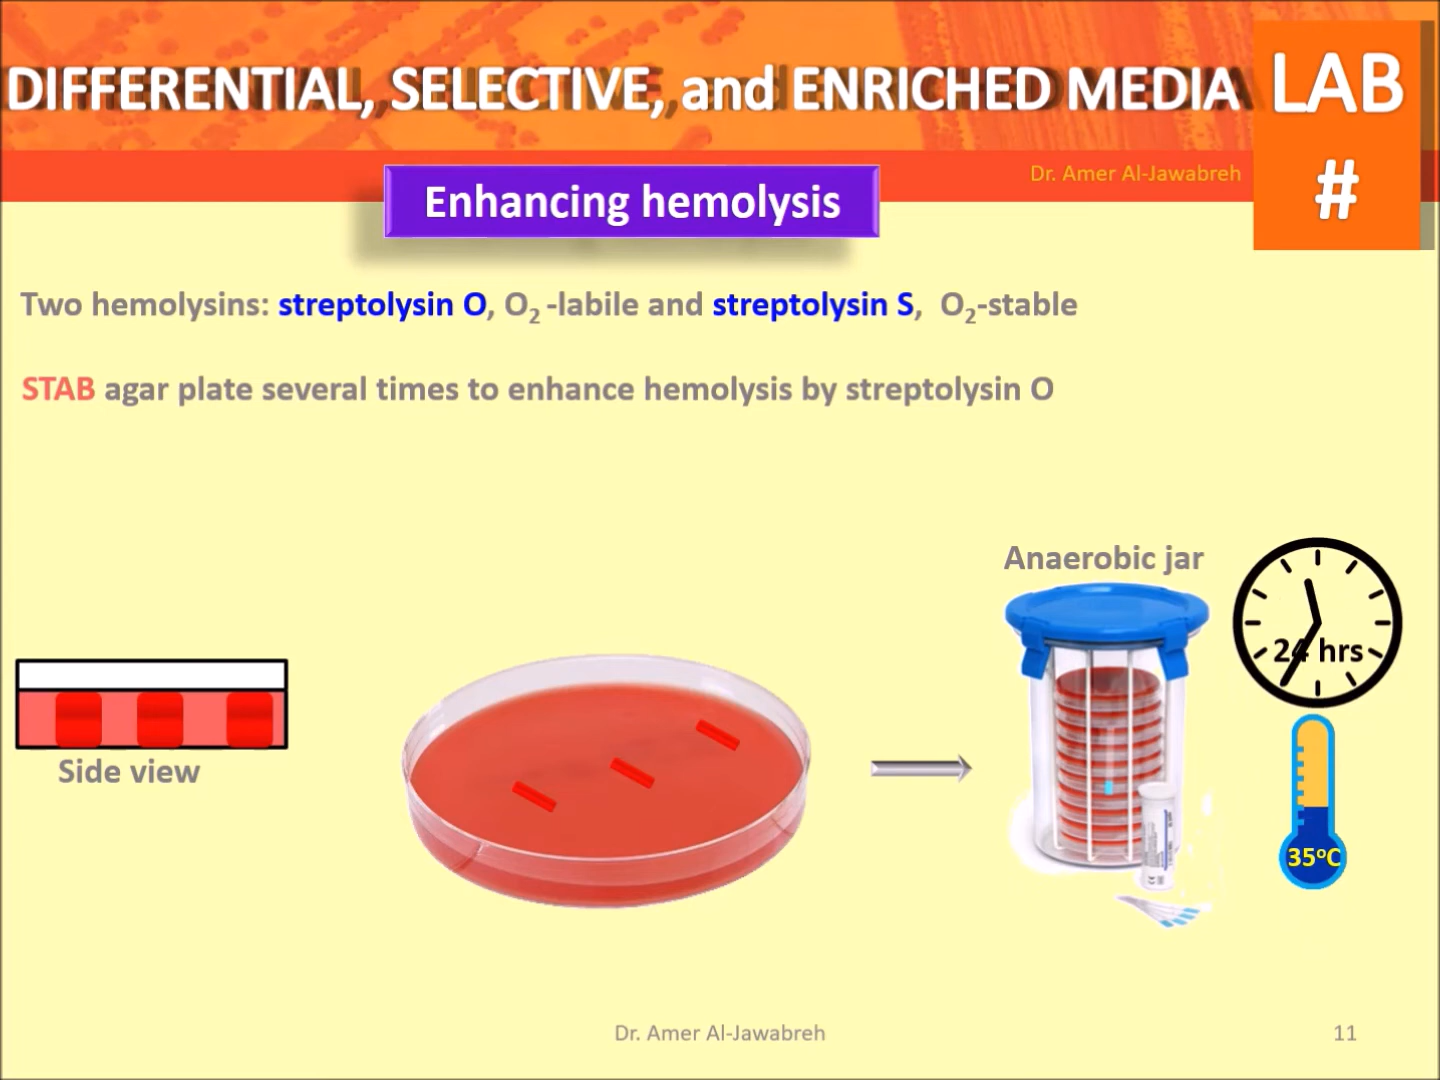 DIFFERENTIAL, SELECTIVE, and ENRICHED MEDIA
LAB
#
Dr. Amer Al-Jawabreh
Enhancing hemolysis
Two hemolysins: streptolysin O, O₂ -labile and streptolysin S, O₂-stable
STAB agar plate several times to enhance hemolysis by streptolysin O
Anaerobic jar
24 hrs
Side view
35°C
Dr. Amer Al-Jawabreh
11